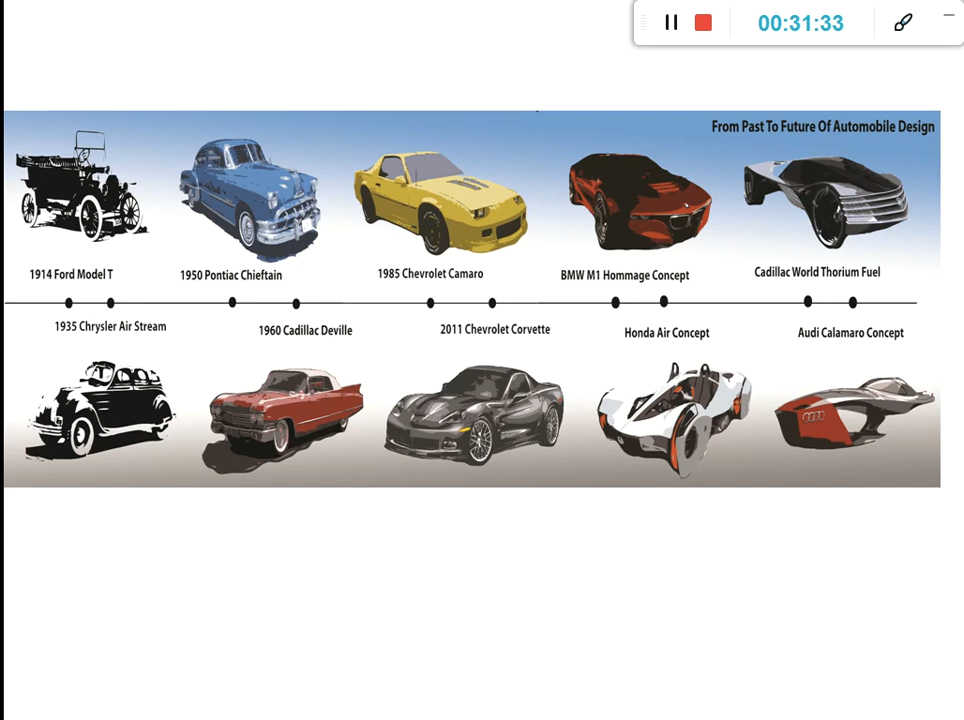 00:31:33
From Past To Future Of Automobile Design
1914 Ford Model T
1950 Pontiac Chieftain
1985 Chevrolet Camaro
BMW M1 Hommage Concept
Cadillac World Thorium Fuel
1935 Chrysler Air Stream
1960 Cadillac Deville
2011 Chevrolet Corvette
Honda Air Concept
Audi Calamaro Concept